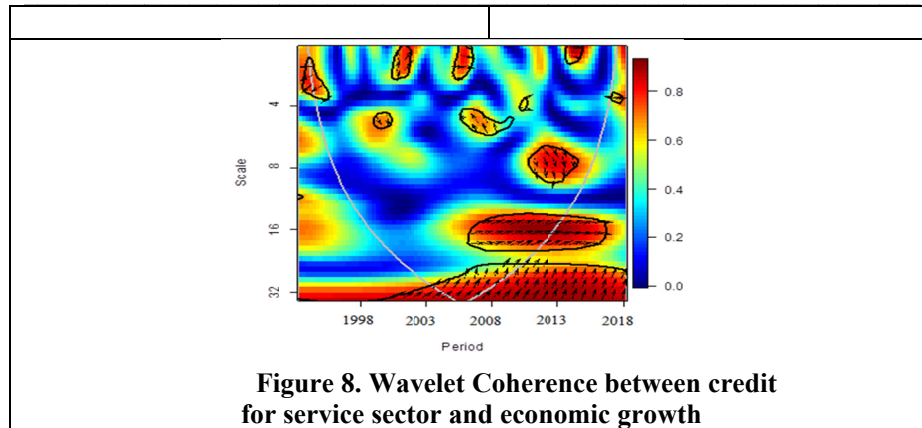 4
8
16
32
Scale
0.8
0.6
0.4
0.2
0.0
1998 2003 2008 2013 2018
Period
Figure 8. Wavelet Coherence between credit
for service sector and economic growth